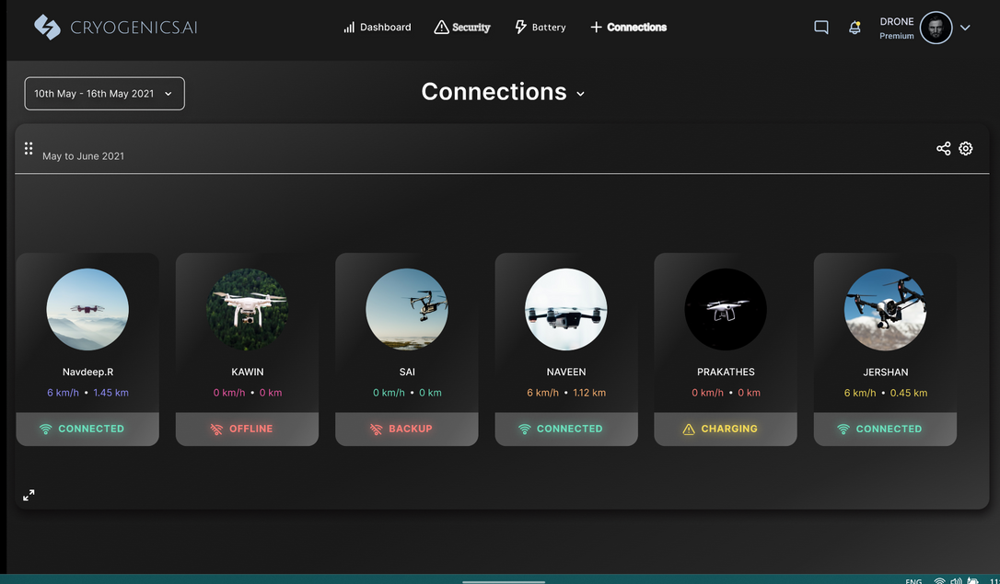 CRYOGENICS.AI
Dashboard
Security
Battery
Connections
DRONE
Premium
10th May - 16th May 2021
Connections
May to June 2021
Navdeep.R
6 km/h • 1.45 km
CONNECTED
KAWIN
0 km/h • 0 km
OFFLINE
SAI
0 km/h • 0 km
BACKUP
NAVEEN
6 km/h • 1.12 km
CONNECTED
PRAKATHES
0 km/h • 0 km
CHARGING
JERSHAN
6 km/h • 0.45 km
CONNECTED
ENG